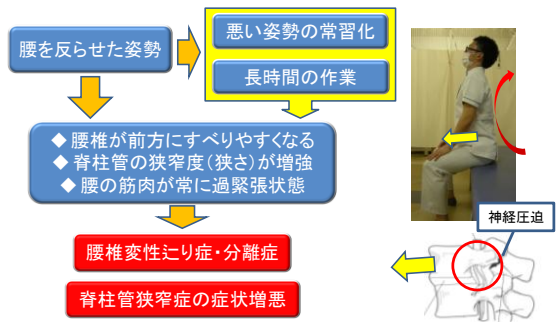 腰を反らせた姿勢
悪い姿勢の常習化
長時間の作業
◆腰椎が前方にすべりやすくなる
◆脊柱管の狭窄度(狭さ)が増強
◆腰の筋肉が常に過緊張状態
腰椎変性辷り症・分離症
脊柱管狭窄症の症状増悪
神経圧迫